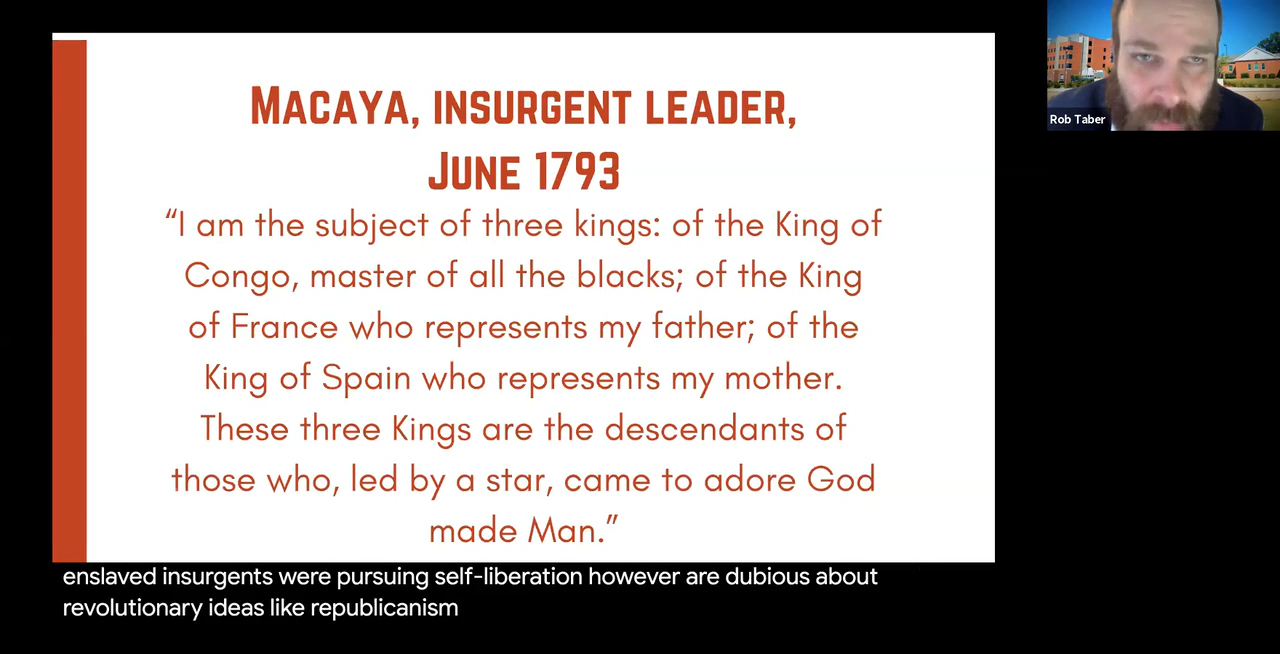 MACAYA, INSURGENT LEADER,
JUNE 1793
“I am the subject of three kings: of the King of
Congo, master of all the blacks; of the King
of France who represents my father; of the
King of Spain who represents my mother.
These three Kings are the descendants of
those who, led by a star, came to adore God
made Man.”
enslaved insurgents were pursuing self-liberation however are dubious about
revolutionary ideas like republicanism
Rob Taber